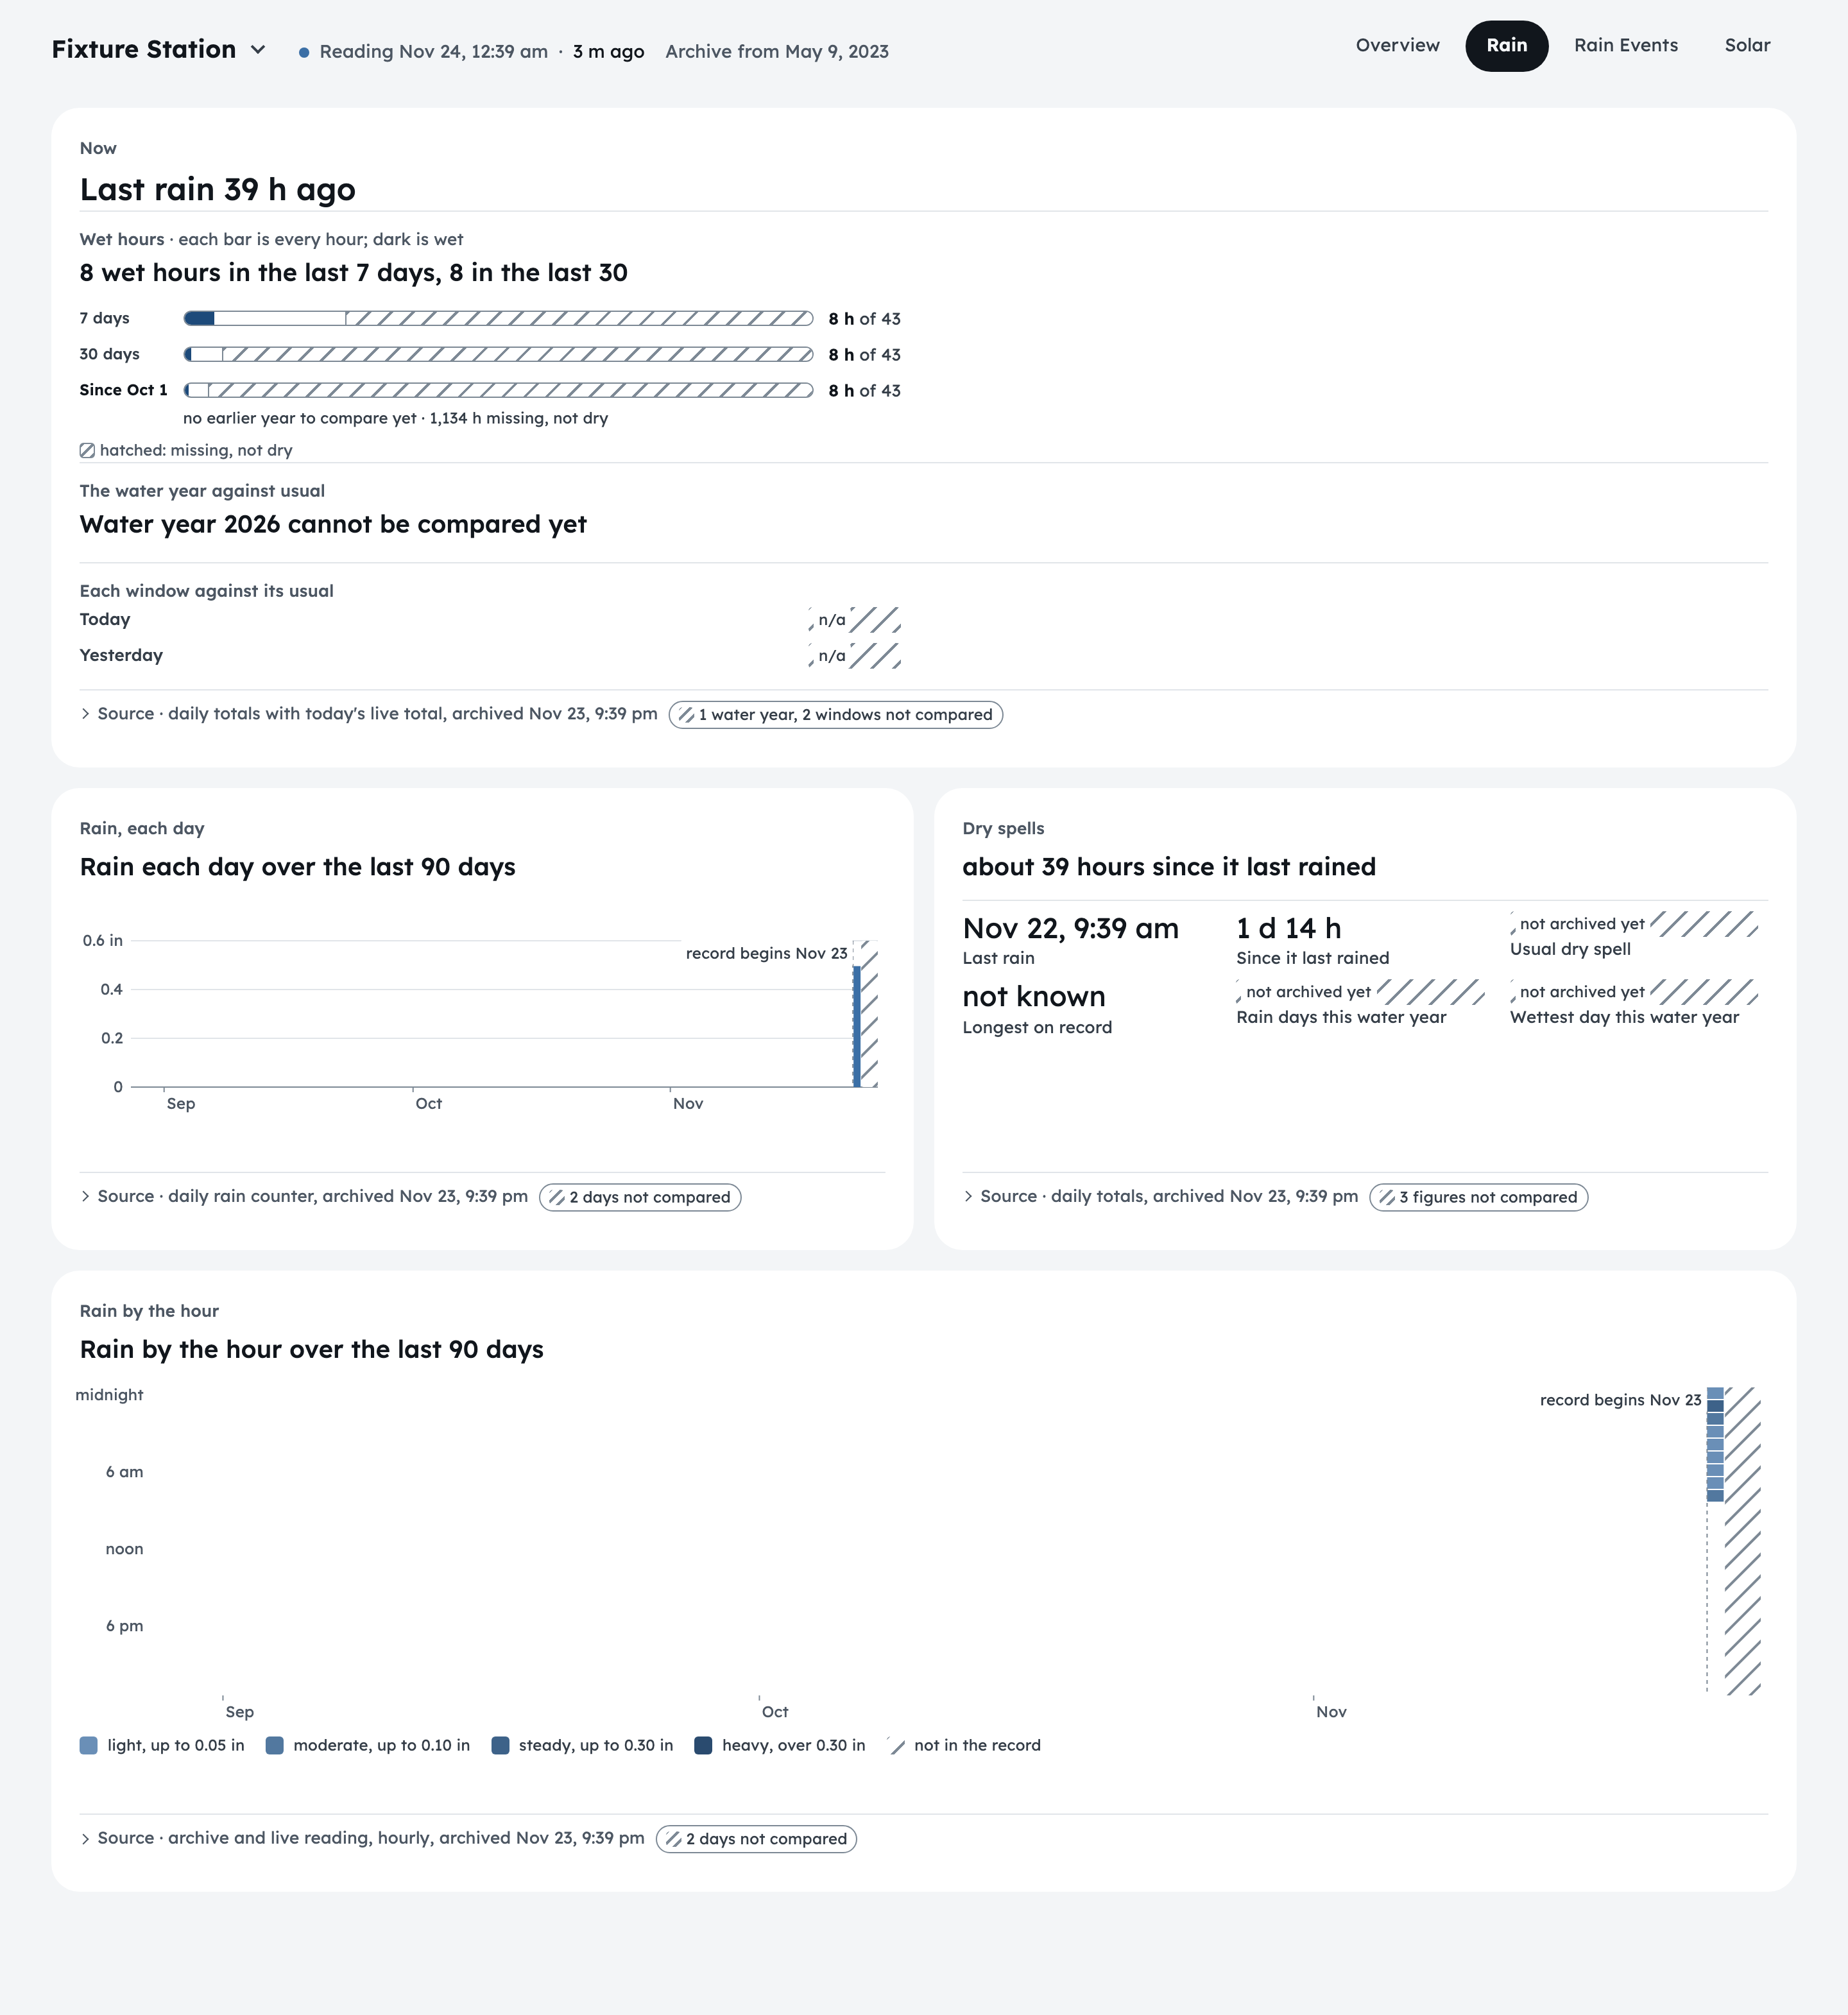 Fixture Station
Reading Nov 24, 12:39 am · 3 m ago Archive from May 9, 2023
Overview Rain Rain Events Solar
Now
Last rain 39 h ago
Wet hours · each bar is every hour; dark is wet
8 wet hours in the last 7 days, 8 in the last 30
7 days 8 h of 43
30 days 8 h of 43
Since Oct 1 8 h of 43
no earlier year to compare yet · 1,134 h missing, not dry
hatched: missing, not dry
The water year against usual
Water year 2026 cannot be compared yet
Each window against its usual
Today n/a
Yesterday n/a
Source · daily totals with today's live total, archived Nov 23, 9:39 pm 1 water year, 2 windows not compared
Rain, each day
Rain each day over the last 90 days
0.6 in
record begins Nov 23
0.4
0.2
0
Sep Oct Nov
Source · daily rain counter, archived Nov 23, 9:39 pm 2 days not compared
Dry spells
about 39 hours since it last rained
Nov 22, 9:39 am
Last rain
1 d 14 h
Since it last rained
not archived yet
Usual dry spell
not known
Longest on record
not archived yet
Rain days this water year
not archived yet
Wettest day this water year
Source · daily totals, archived Nov 23, 9:39 pm 3 figures not compared
Rain by the hour
Rain by the hour over the last 90 days
midnight
record begins Nov 23
6 am
noon
6 pm
Sep Oct Nov
light, up to 0.05 in moderate, up to 0.10 in steady, up to 0.30 in heavy, over 0.30 in not in the record
Source · archive and live reading, hourly, archived Nov 23, 9:39 pm 2 days not compared